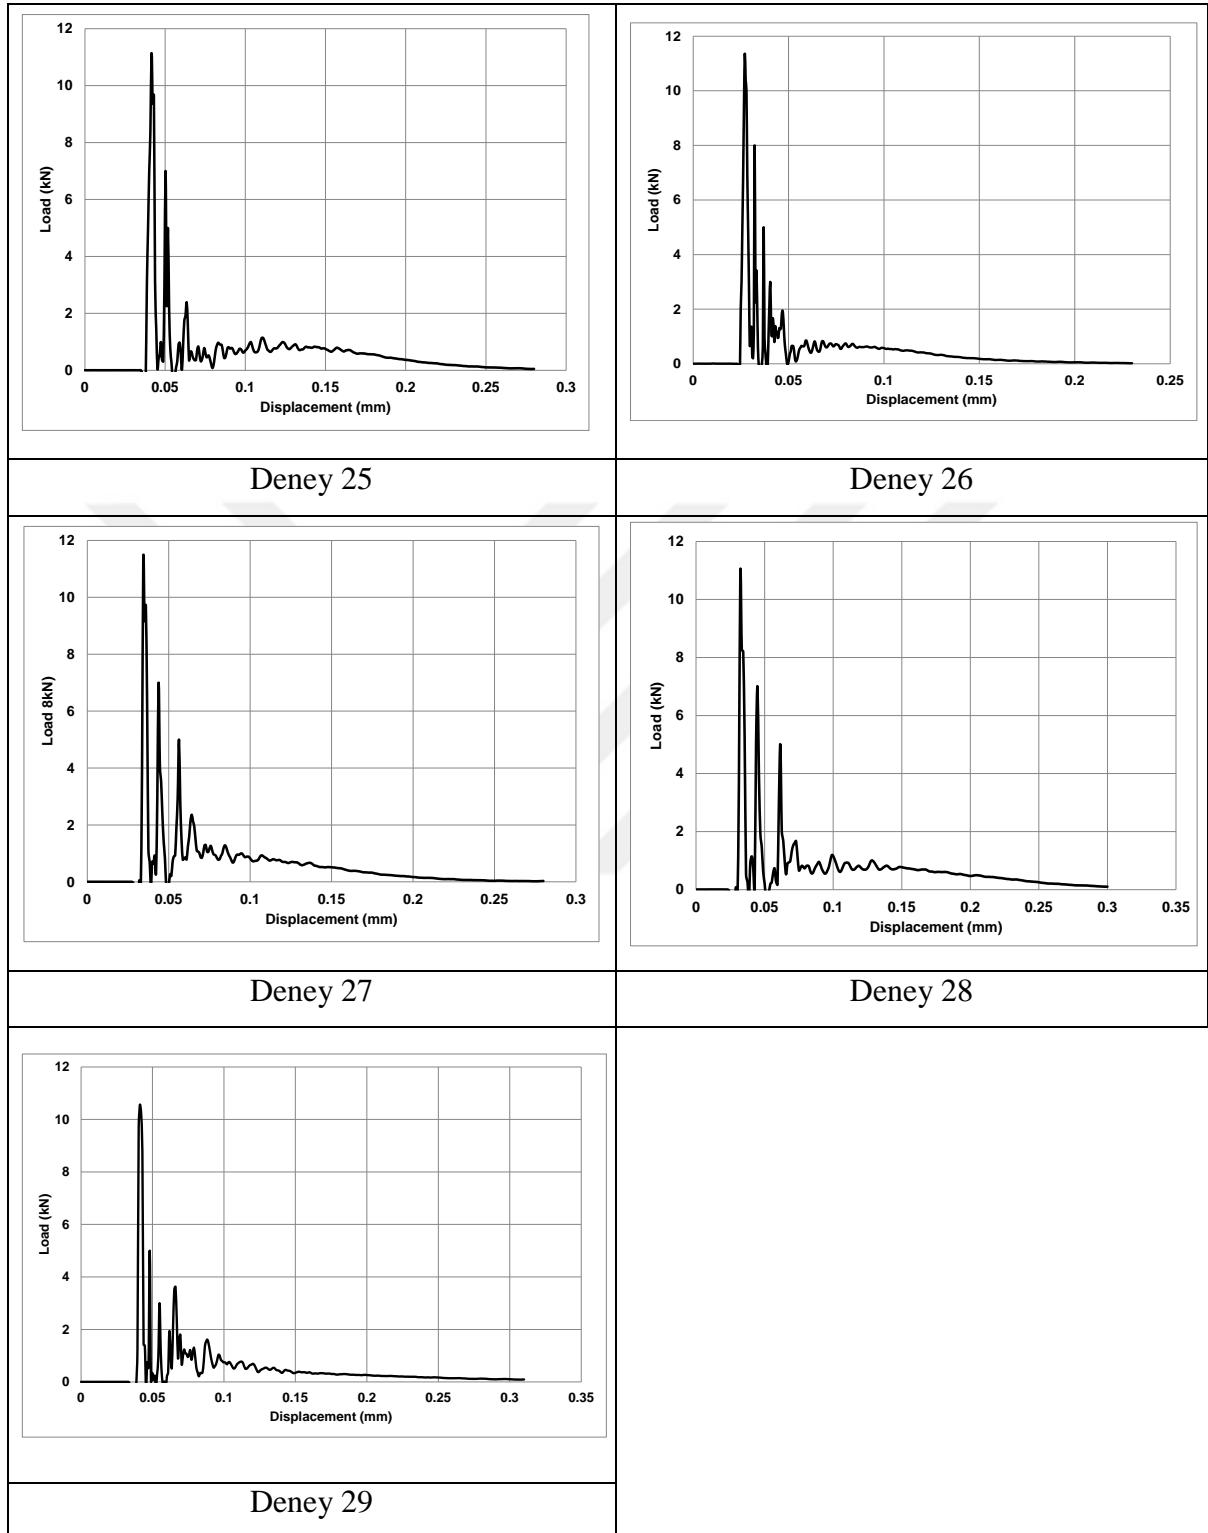 12
10
8
6
4
2
0
Load (kN)
0 0.05 0.1 0.15 0.2 0.25 0.3
Displacement (mm)
12
10
8
6
4
2
0
Load (kN)
0 0.05 0.1 0.15 0.2 0.25
Displacement (mm)
Deney 25
Deney 26
12
10
8
6
4
2
0
Load 8kN)
0 0.05 0.1 0.15 0.2 0.25 0.3
Displacement (mm)
12
10
8
6
4
2
0
Load (kN)
0 0.05 0.1 0.15 0.2 0.25 0.3 0.35
Displacement (mm)
Deney 27
Deney 28
12
10
8
6
4
2
0
Load (kN)
0 0.05 0.1 0.15 0.2 0.25 0.3 0.35
Displacement (mm)
Deney 29